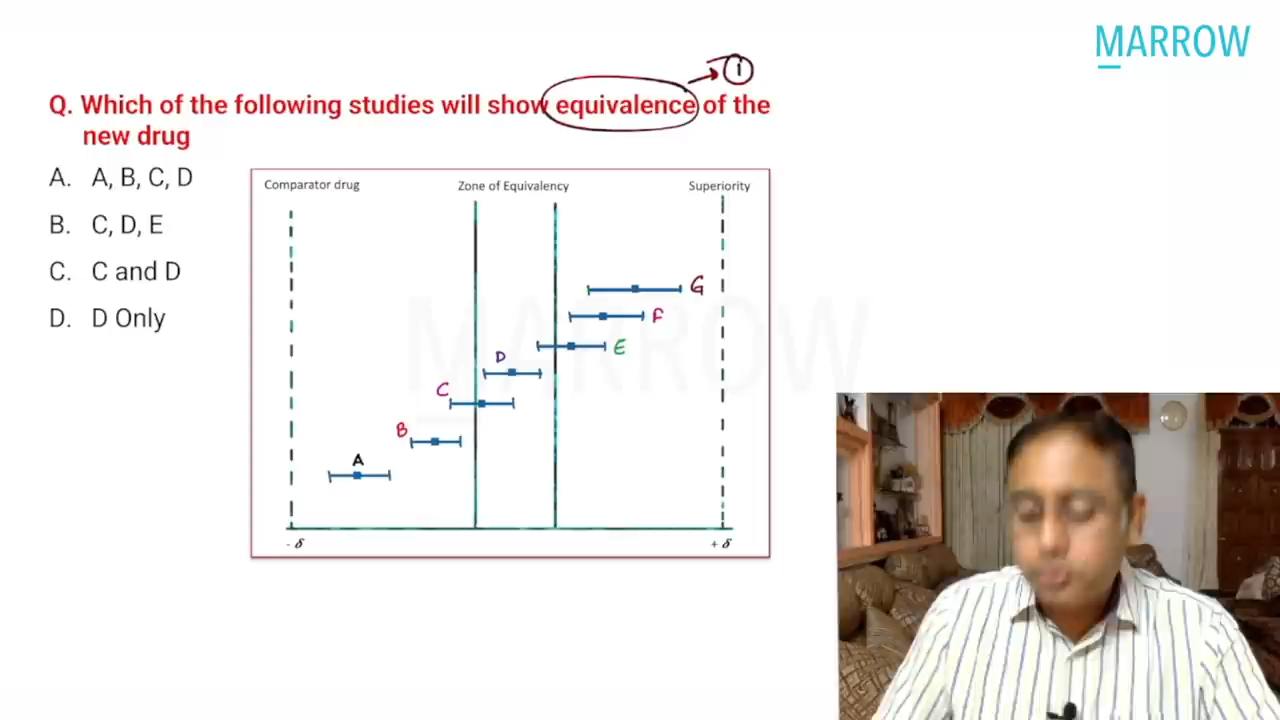 MARROW
i
Q. Which of the following studies will show equivalence of the
new drug
A. A, B, C, D
B. C, D, E
C. C and D
D. D Only
Comparator drug Zone of Equivalency Superiority
G
F
E
D
C
B
A
- δ + δ
MARROW